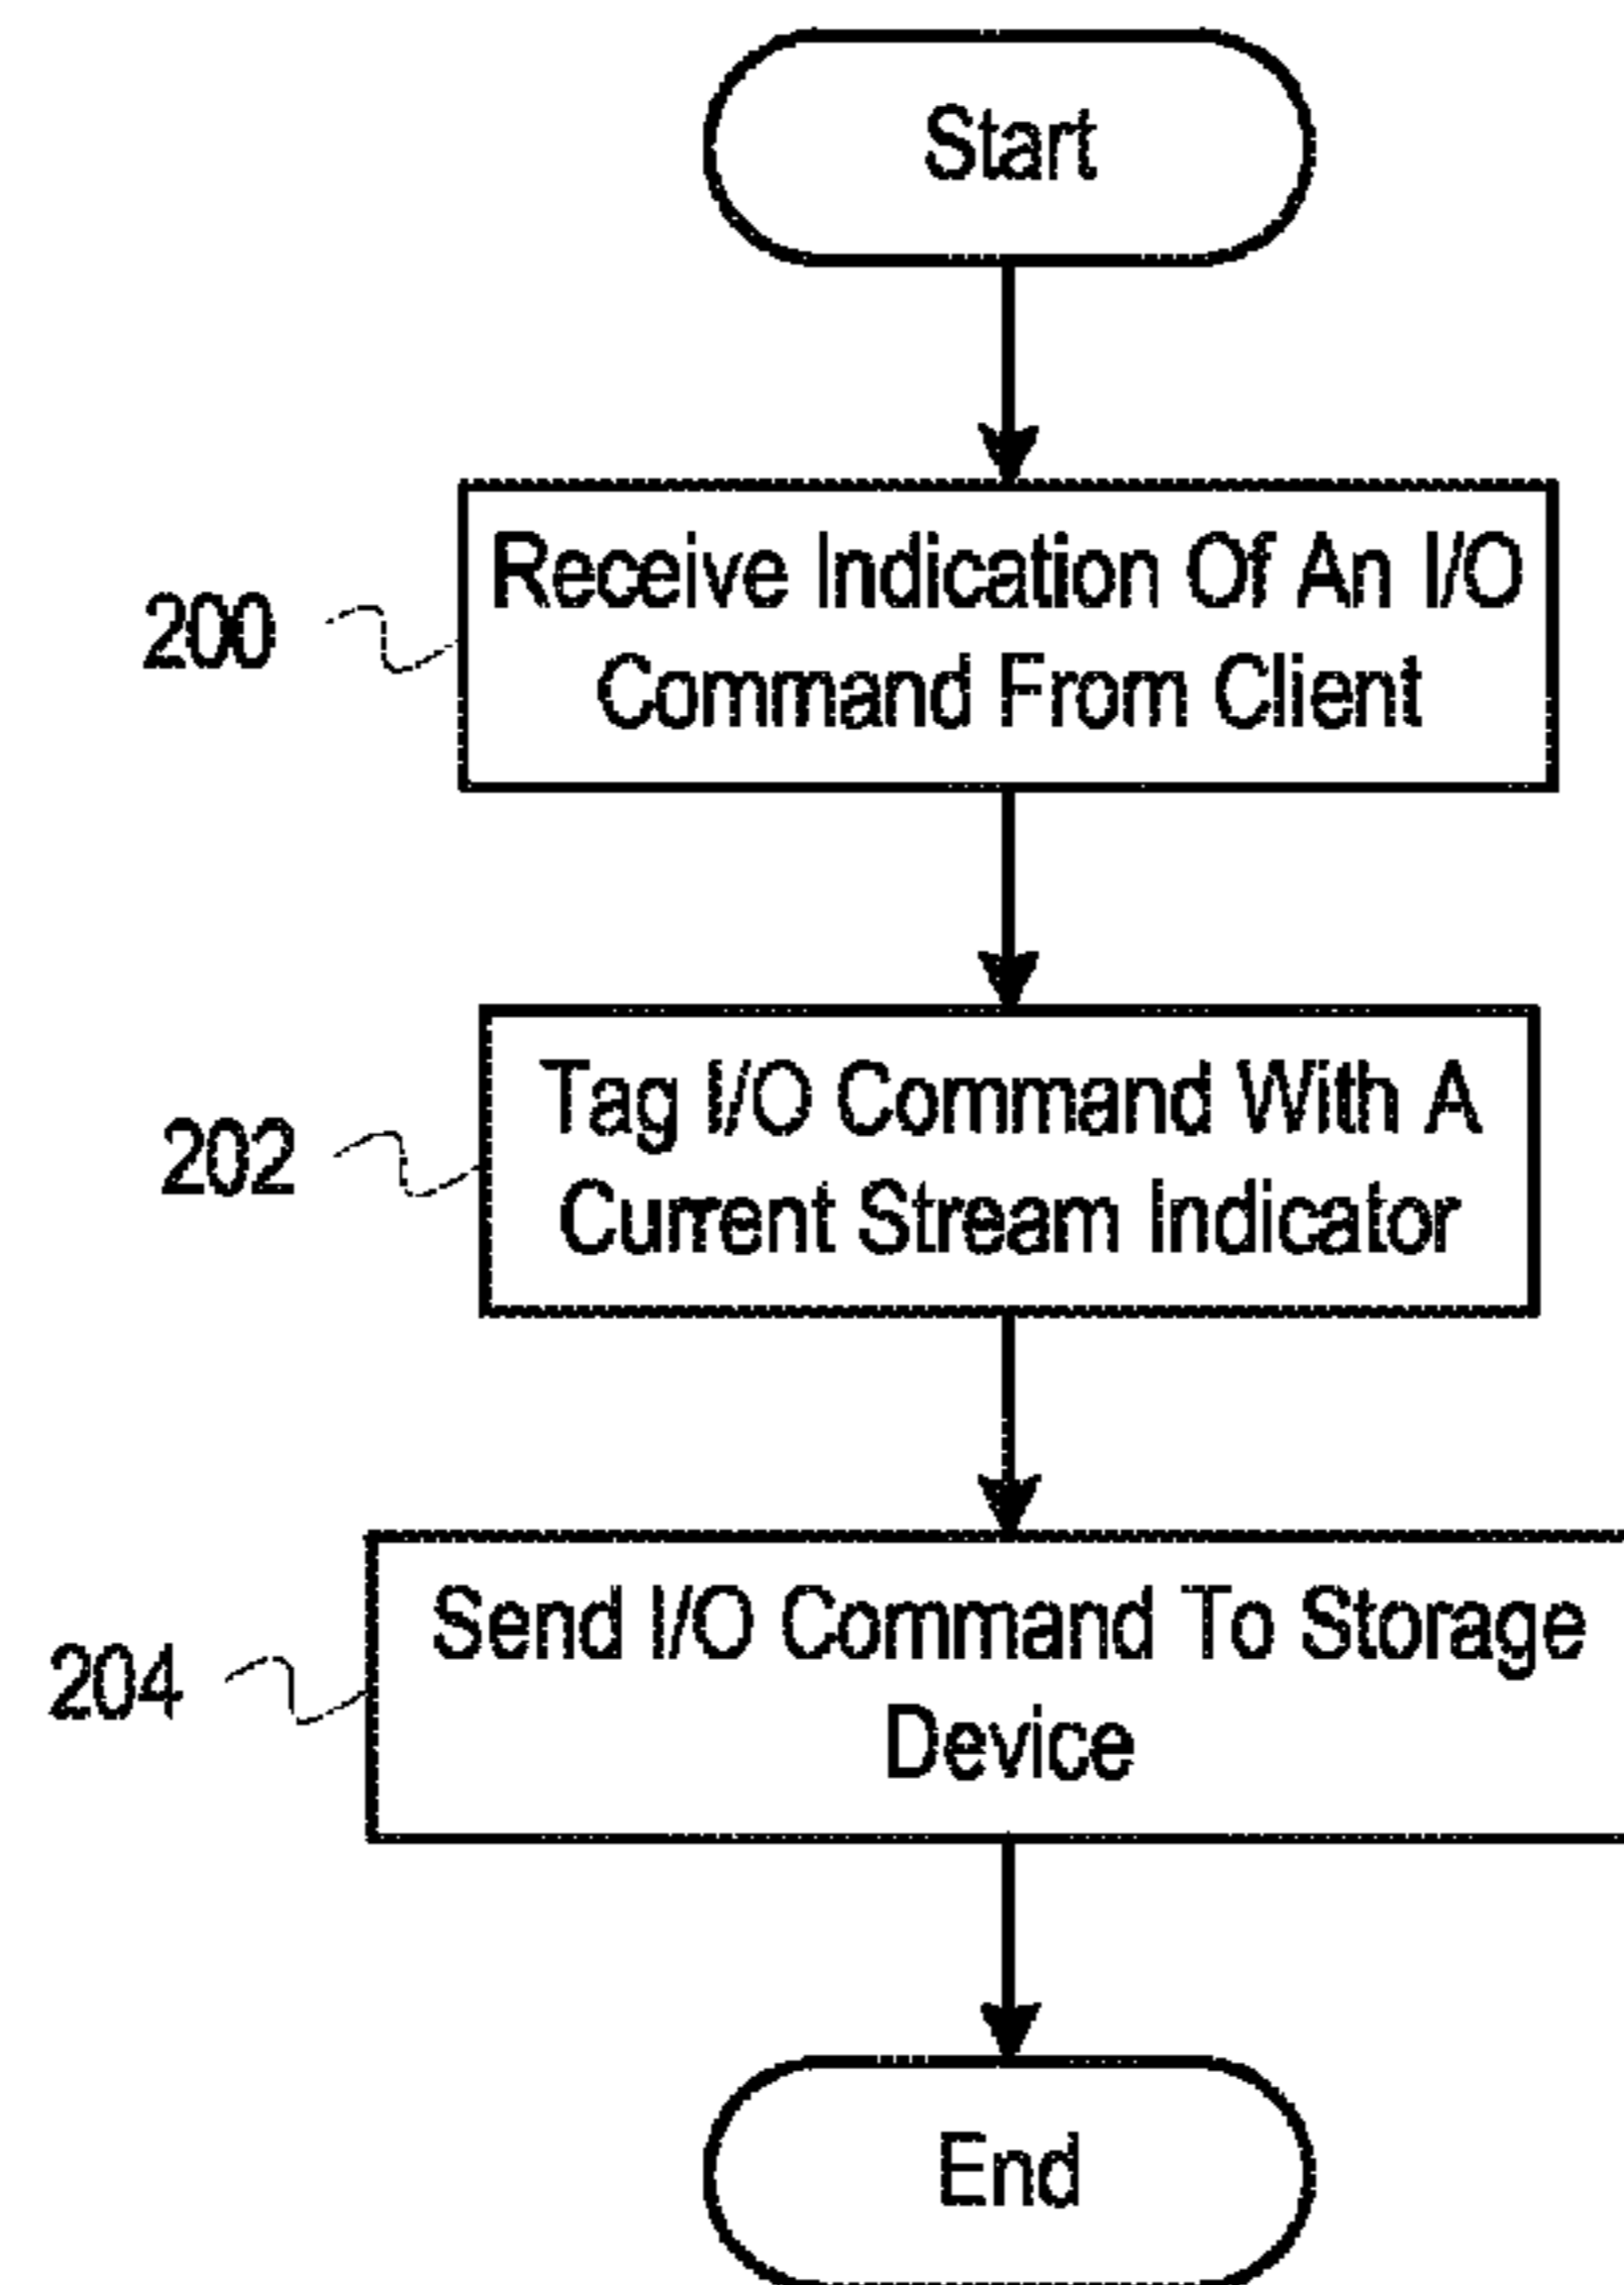 Start
200
Receive Indication Of An I/O
Command From Client
202
Tag I/O Command With A
Current Stream Indicator
204
Send I/O Command To Storage
Device
End